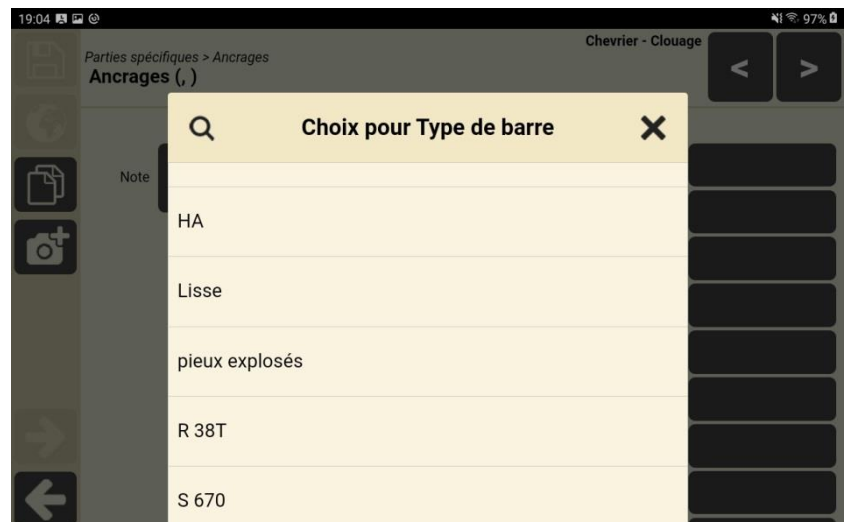 19:04
97%
Chevrier - Clouage
Parties spécifiques > Ancrages
Ancrages (, )
<
>
Choix pour Type de barre
Note
HA
Lisse
pieux explosés
R 38T
S 670